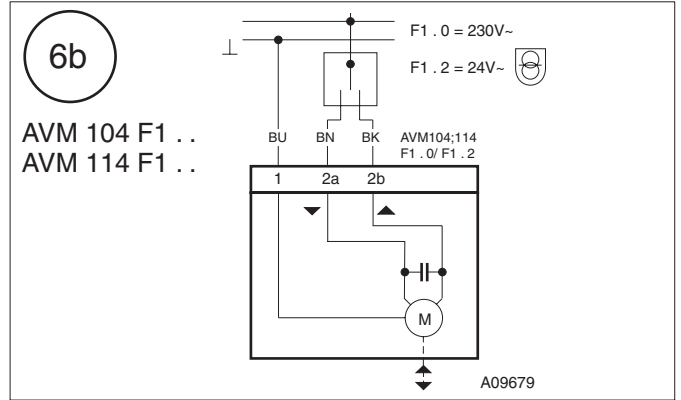 6b
F1 . 0 = 230V~
⊥
F1 . 2 = 24V~
AVM 104 F1 . .
AVM 114 F1 . .
BU BN BK AVM104;114
F1 . 0/ F1 . 2
1 2a 2b
M
A09679